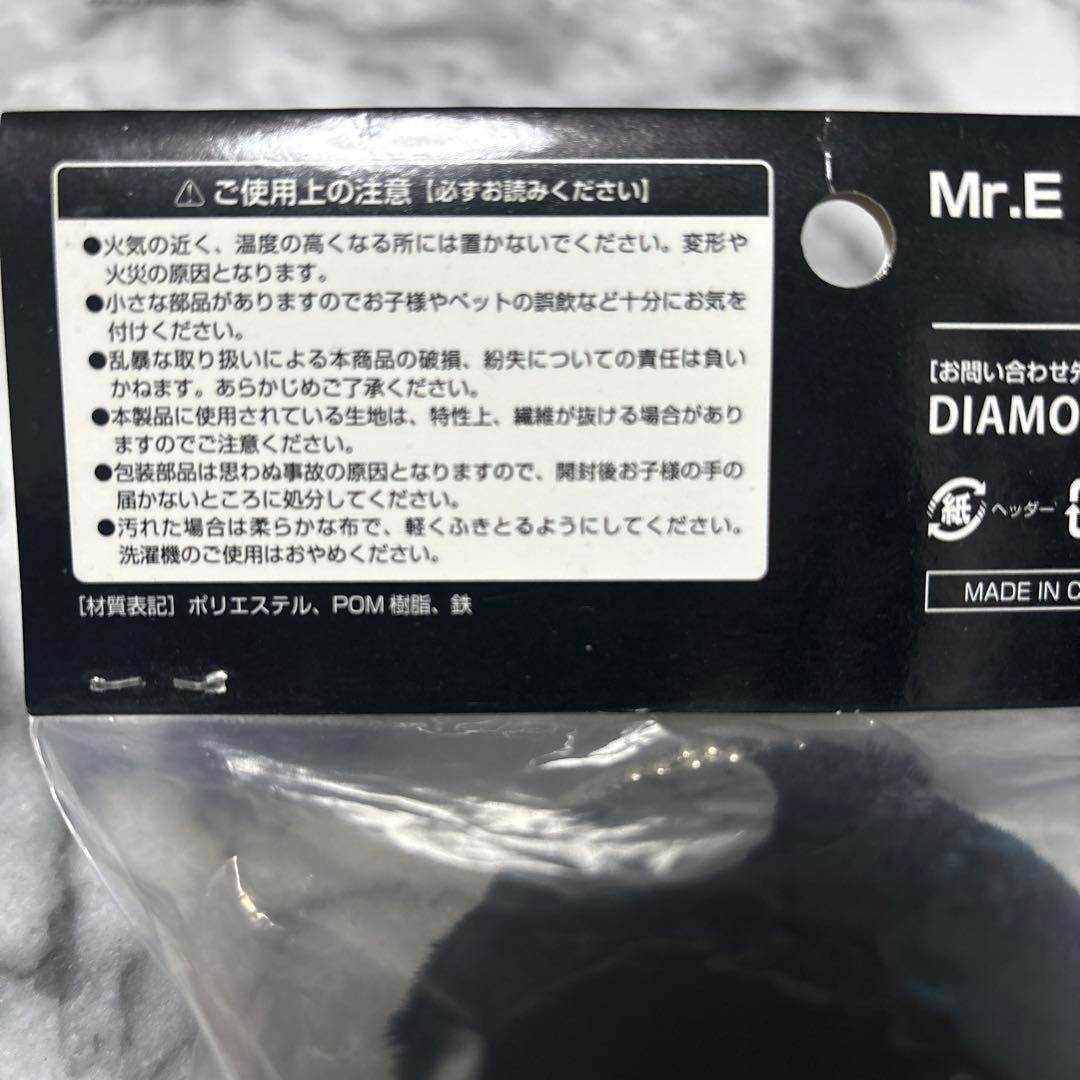 ⚠ ご使用上の注意【必ずお読みください】
●火気の近く、温度の高くなる所には置かないでください。変形や
火災の原因となります。
●小さな部品がありますのでお子様やペットの誤飲など十分にお気を
付けください。
●乱暴な取り扱いによる本商品の破損、紛失についての責任は負い
かねます。あらかじめご了承ください。
●本製品に使用されている生地は、特性上、繊維が抜ける場合があり
ますのでご注意ください。
●包装部品は思わぬ事故の原因となりますので、開封後お子様の手の
届かないところに処分してください。
●汚れた場合は柔らかな布で、軽くふきとるようにしてください。
洗濯機のご使用はおやめください。
[材質表記] ポリエステル、POM樹脂、鉄
Mr.E
[お問い合わせ先
DIAMO
紙 ヘッダー
MADE IN C